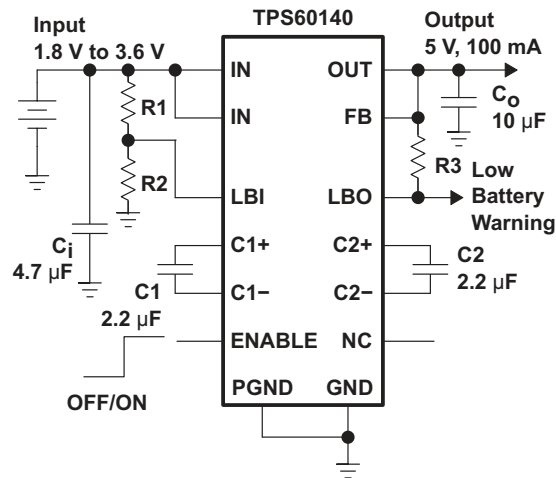 TPS60140
Input
1.8 V to 3.6 V
Output
5 V, 100 mA
IN
OUT
R1
Co
10 µF
IN
FB
R3
R2
LBI
LBO
Low
Battery
Warning
Ci
4.7 µF
C1+
C2+
C1
2.2 µF
C2
2.2 µF
C1−
C2−
ENABLE
NC
OFF/ON
PGND
GND